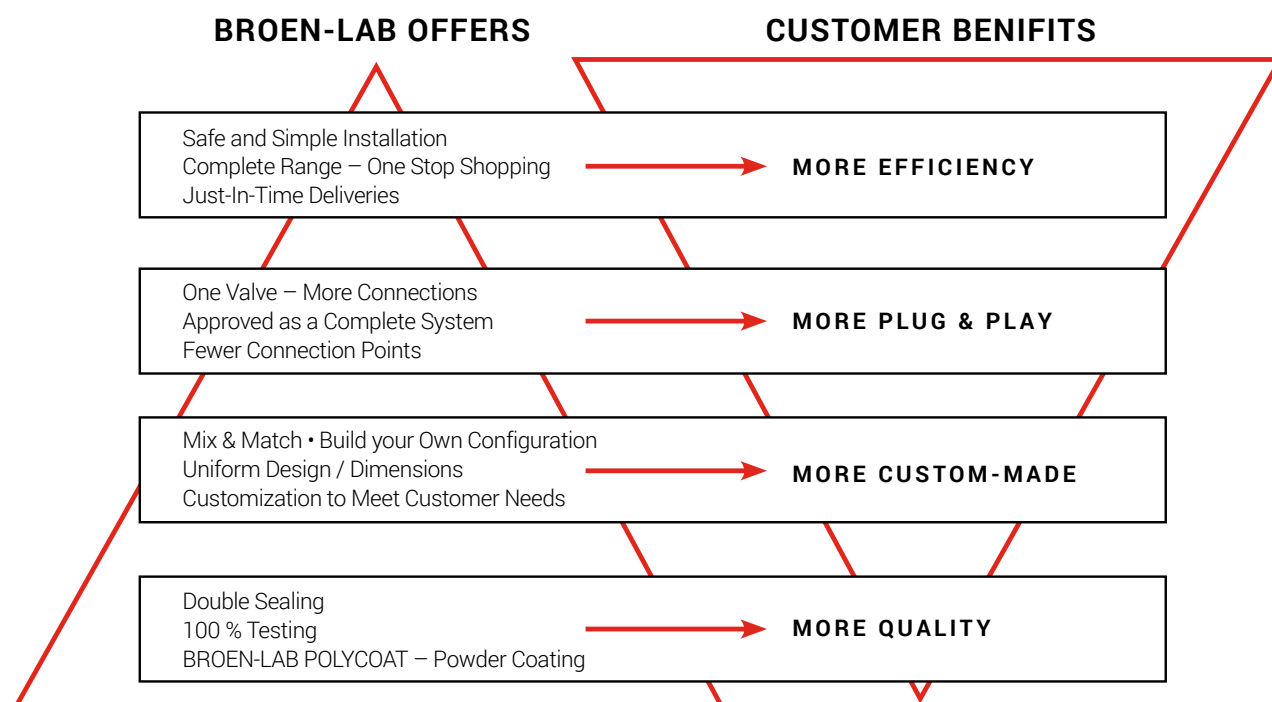 BROEN-LAB OFFERS
CUSTOMER BENIFITS
Safe and Simple Installation
Complete Range – One Stop Shopping
Just-In-Time Deliveries
MORE EFFICIENCY
One Valve – More Connections
Approved as a Complete System
Fewer Connection Points
MORE PLUG & PLAY
Mix & Match • Build your Own Configuration
Uniform Design / Dimensions
Customization to Meet Customer Needs
MORE CUSTOM-MADE
Double Sealing
100 % Testing
BROEN-LAB POLYCOAT – Powder Coating
MORE QUALITY